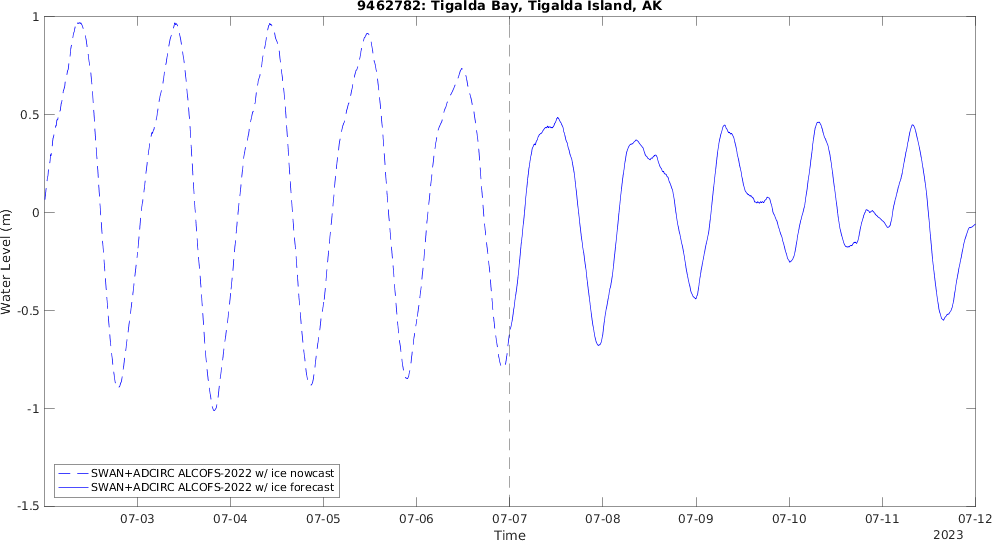 9462782: Tigalda Bay, Tigalda Island, AK
1
0.5
0
-0.5
-1
-1.5
Water Level (m)
SWAN+ADCIRC ALCOFS-2022 w/ ice nowcast
SWAN+ADCIRC ALCOFS-2022 w/ ice forecast
07-03 07-04 07-05 07-06 07-07 07-08 07-09 07-10 07-11 07-12
Time
2023